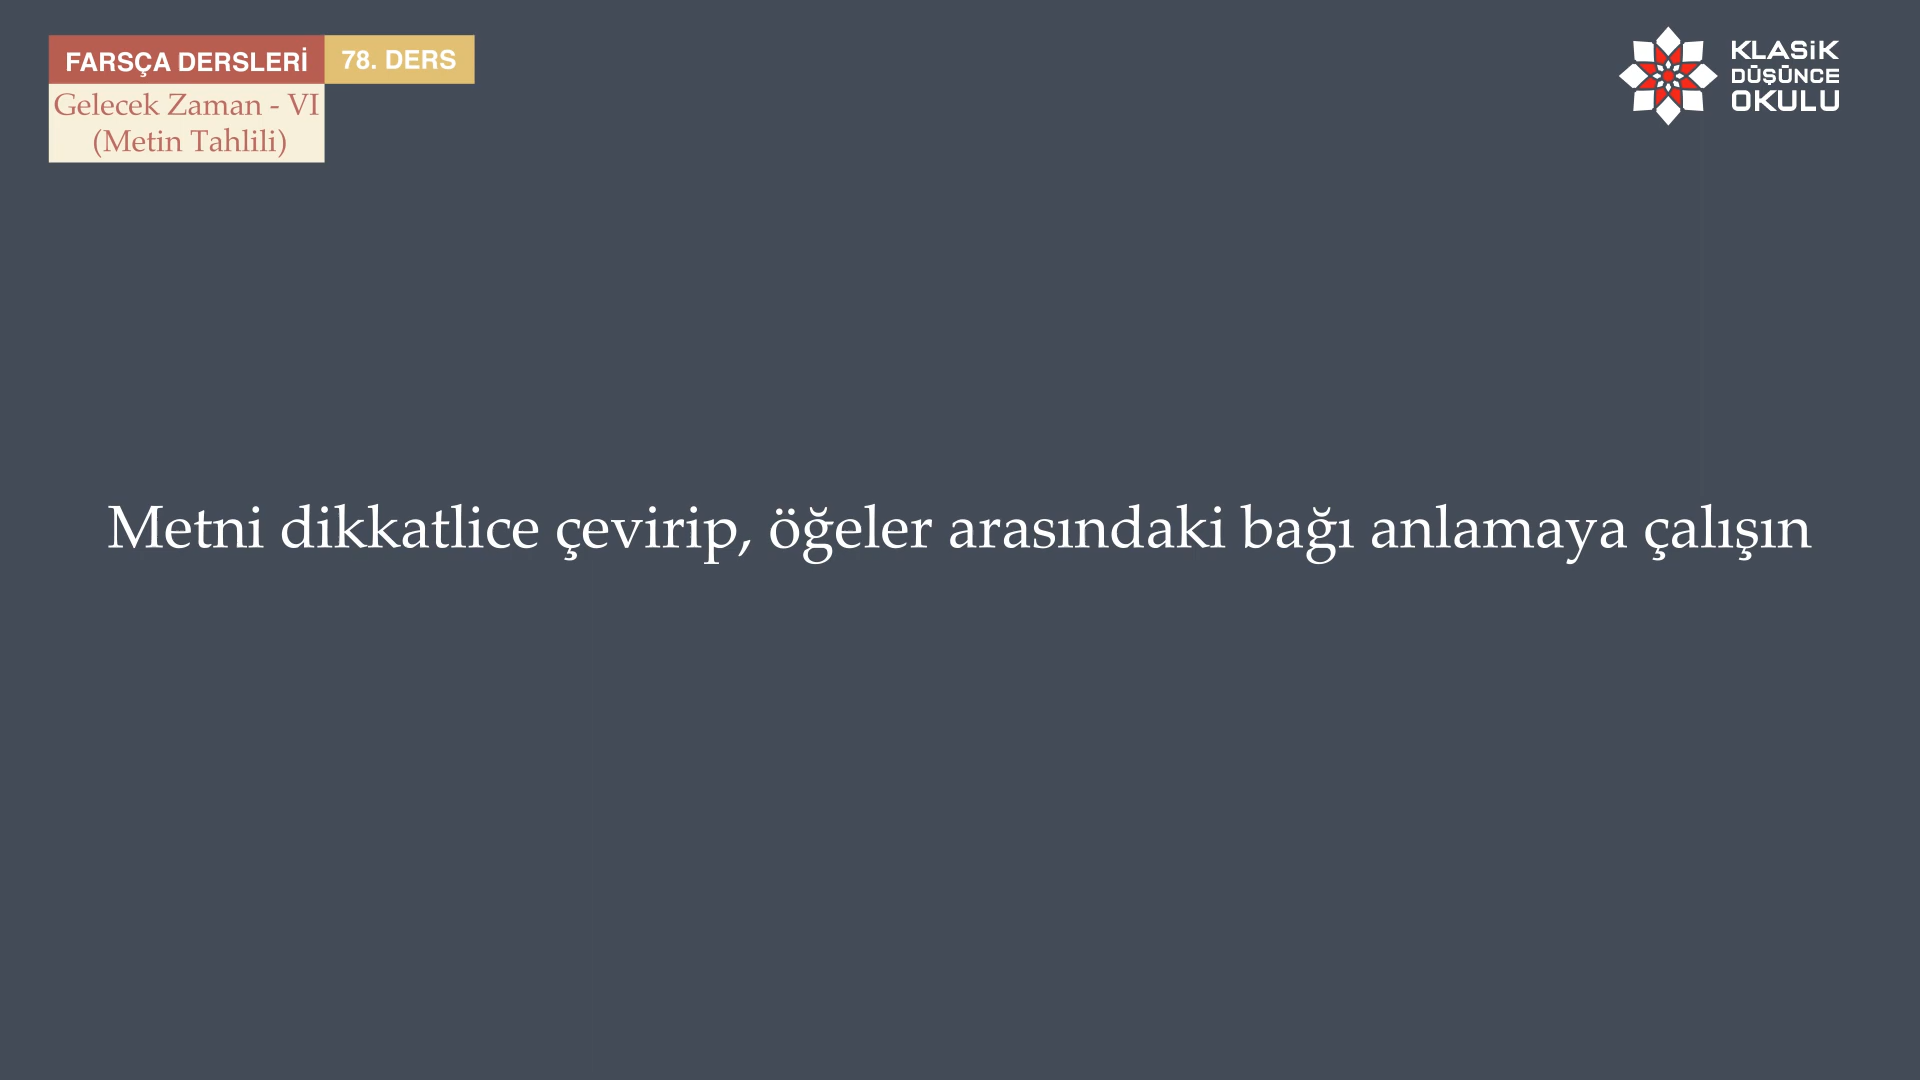 FARSÇA DERSLERİ
78. DERS
Gelecek Zaman - VI
(Metin Tahlili)
KLASiK
DÜŞÜNCE
OKULU
Metni dikkatlice çevirip, öğeler arasındaki bağı anlamaya çalışın